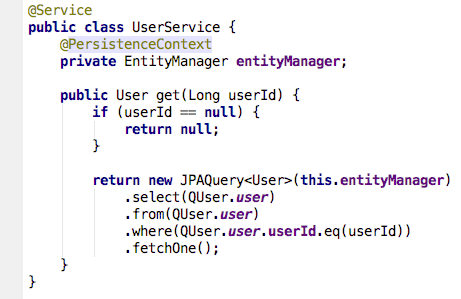 @Service
public class UserService {
    @PersistenceContext
    private EntityManager entityManager;

    public User get(Long userId) {
        if (userId == null) {
            return null;
        }

        return new JPAQuery<User>(this.entityManager)
            .select(QUser.user)
            .from(QUser.user)
            .where(QUser.user.userId.eq(userId))
            .fetchOne();
    }
}